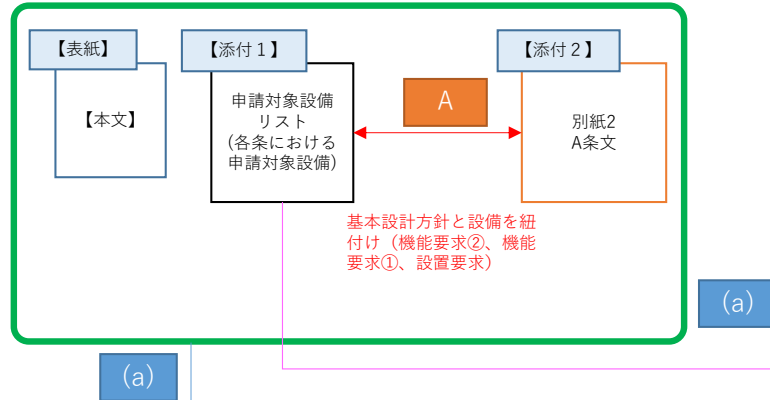 【表紙】
【本文】
【添付１】
申請対象設備
リスト
(各条における
申請対象設備)
A
【添付２】
別紙2
A条文
基本設計方針と設備を紐
付け（機能要求②、機能
要求①、設置要求）
(a)
(a)